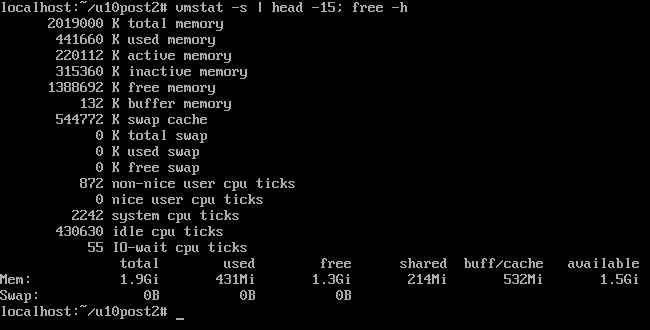 localhost:~/u10post2# vmstat -s | head -15; free -h
      2019000 K total memory
       441660 K used memory
       220112 K active memory
       315360 K inactive memory
      1388692 K free memory
          132 K buffer memory
       544772 K swap cache
            0 K total swap
            0 K used swap
            0 K free swap
          872 non-nice user cpu ticks
            0 nice user cpu ticks
         2242 system cpu ticks
       430630 idle cpu ticks
           55 IO-wait cpu ticks
              total        used        free      shared  buff/cache   available
Mem:          1.9Gi       431Mi       1.3Gi       214Mi       532Mi       1.5Gi
Swap:            0B          0B          0B
localhost:~/u10post2# _